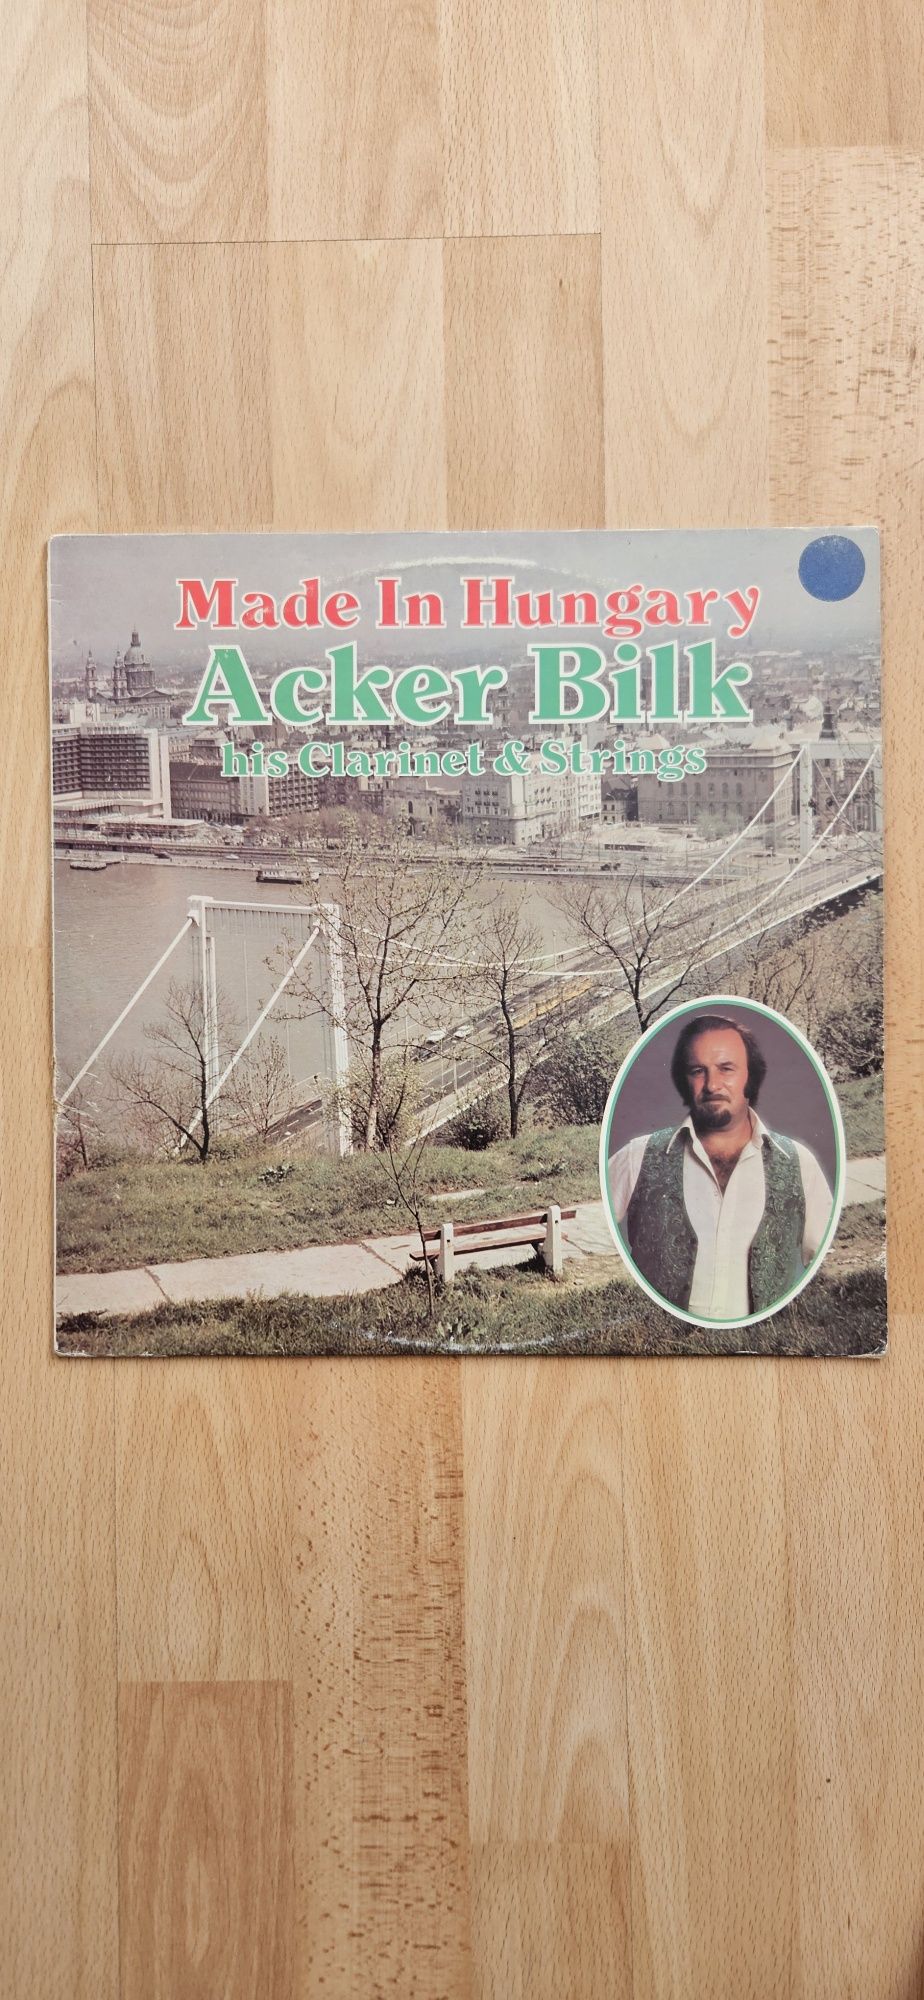 Made In Hungary
Acker Bilk
his Clarinet & Strings